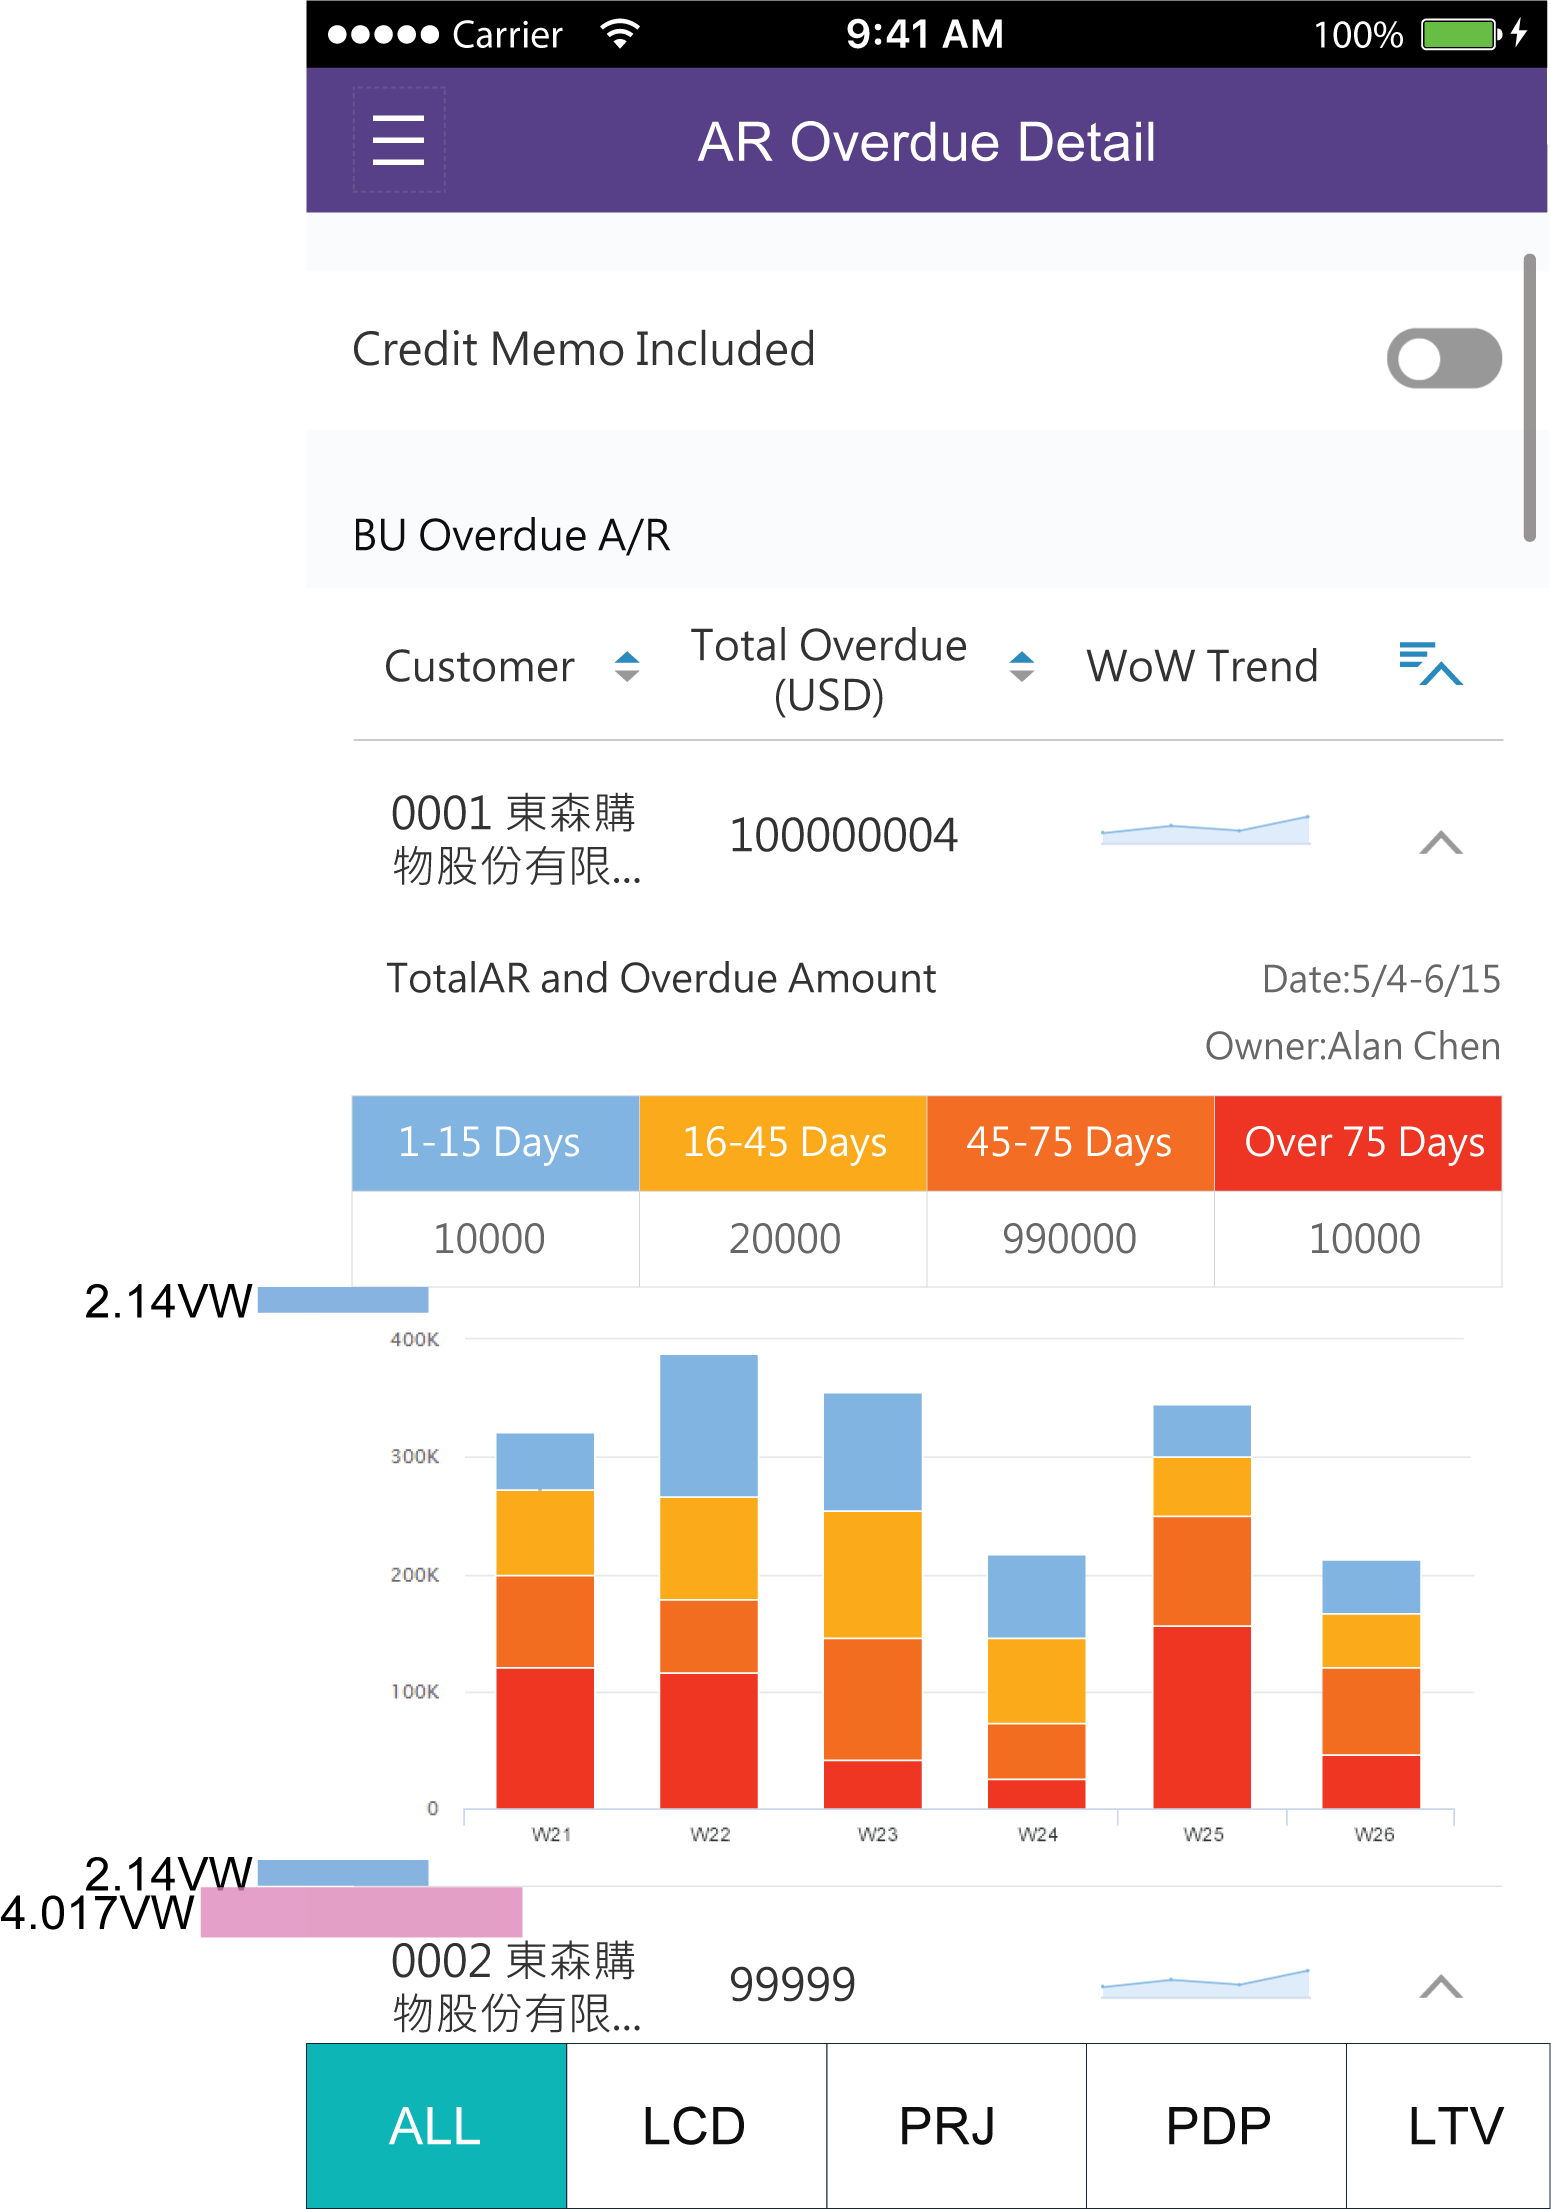 Carrier 9:41 AM 100%
AR Overdue Detail
Credit Memo Included
BU Overdue A/R
Customer Total Overdue (USD) WoW Trend
0001 東森購
物股份有限...
100000004
TotalAR and Overdue Amount Date:5/4-6/15
Owner:Alan Chen
1-15 Days 16-45 Days 45-75 Days Over 75 Days
10000 20000 990000 10000
2.14VW
400K
300K
200K
100K
0
W21 W22 W23 W24 W25 W26
2.14VW
4.017VW
0002 東森購
物股份有限...
99999
ALL LCD PRJ PDP LTV